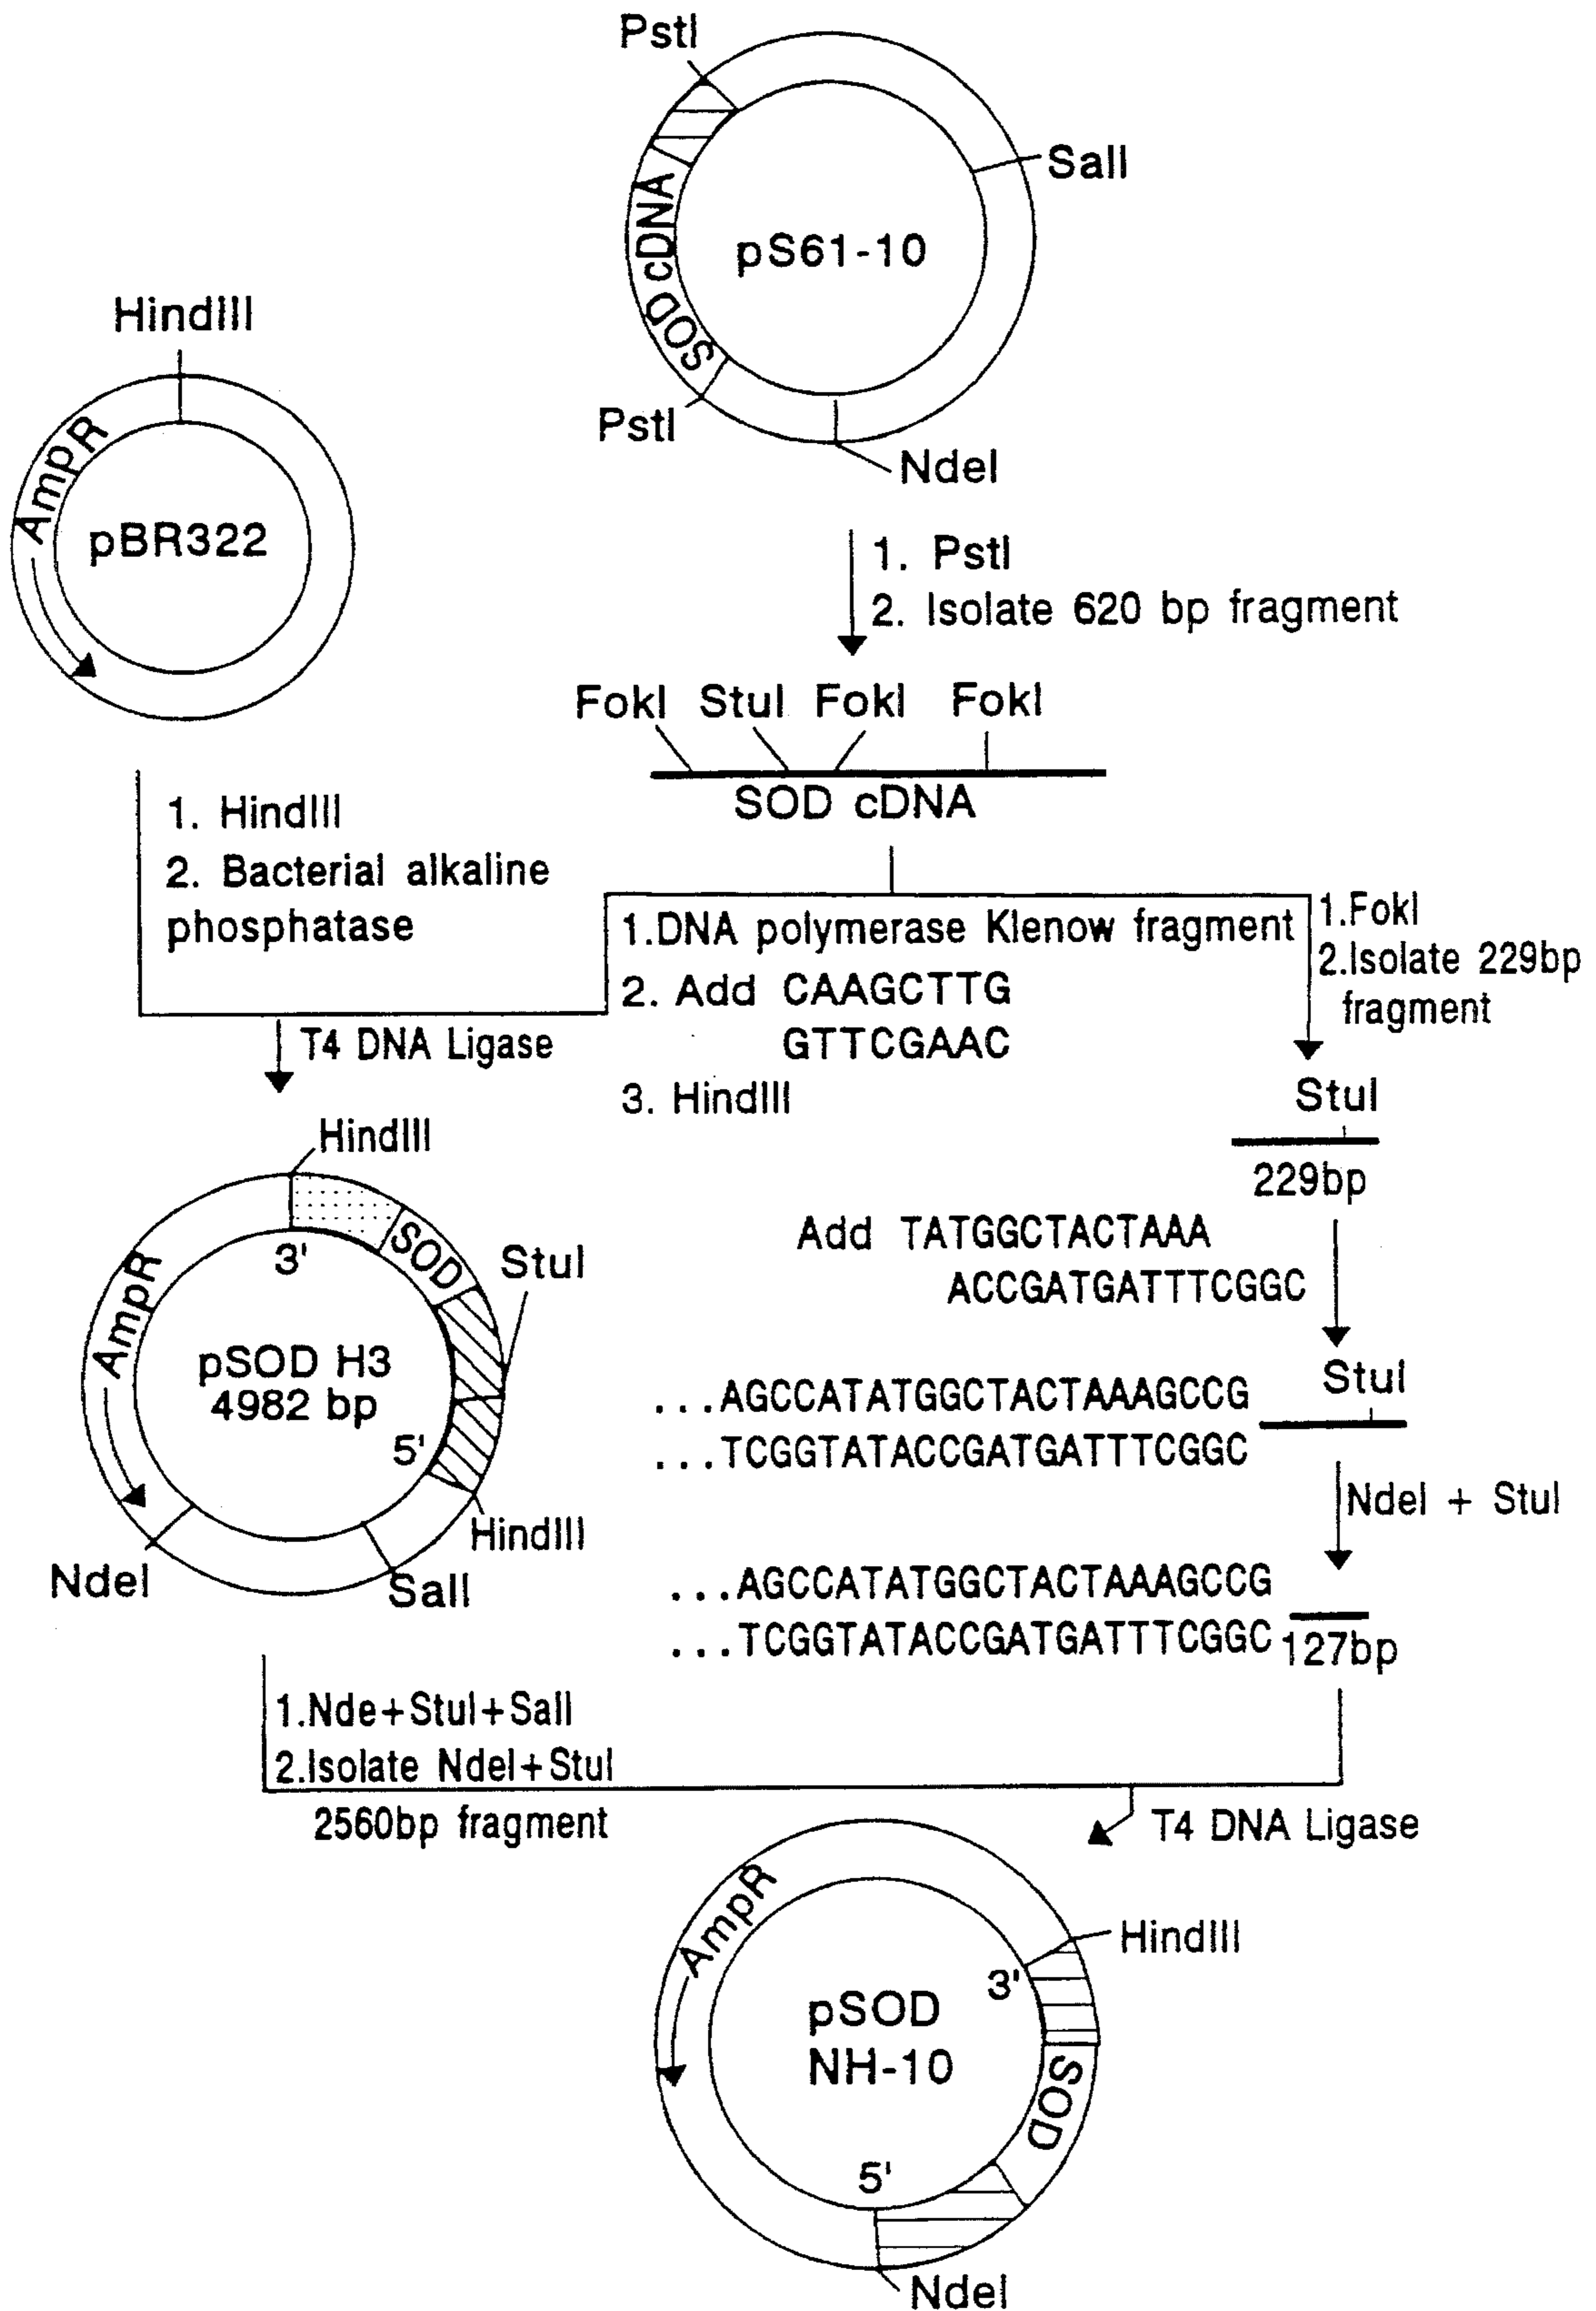 PstI
SalI
SOD cDNA
pS61-10
PstI
NdeI
HindIII
AmpR
pBR322
1. PstI
2. Isolate 620 bp fragment
FokI StuI FokI FokI
SOD cDNA
1. HindIII
2. Bacterial alkaline
phosphatase
1.DNA polymerase Klenow fragment
2. Add CAAGCTTG
GTTCGAAC
3. HindIII
1.FokI
2.Isolate 229bp
fragment
T4 DNA Ligase
StuI
229bp
HindIII
3'
SOD
StuI
AmpR
pSOD H3
4982 bp
5'
HindIII
NdeI
SalI
Add TATGGCTACTAAA
ACCGATGATTTCGGC
StuI
...AGCCATATGGCTACTAAAGCCG
...TCGGTATACCGATGATTTCGGC
NdeI + StuI
...AGCCATATGGCTACTAAAGCCG
...TCGGTATACCGATGATTTCGGC
127bp
1.Nde+StuI+SalI
2.Isolate NdeI+StuI
2560bp fragment
T4 DNA Ligase
AmpR
HindIII
3'
pSOD
NH-10
SOD
5'
NdeI